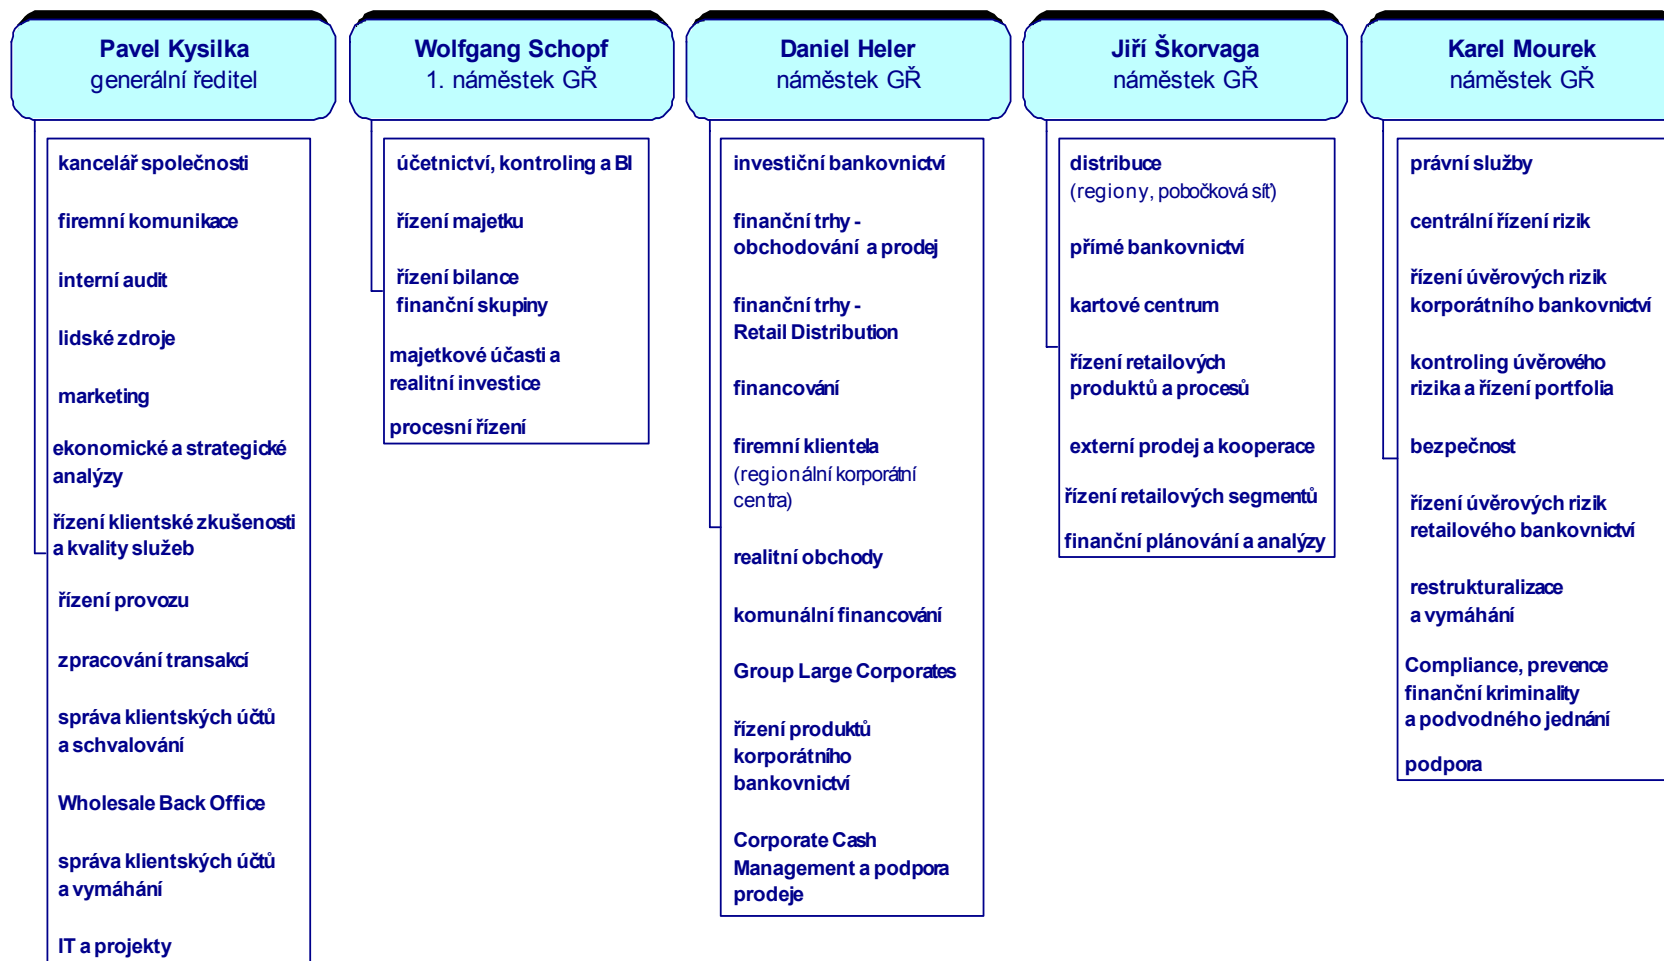 Pavel Kysilka
generální ředitel
kancelář společnosti
firemní komunikace
interní audit
lidské zdroje
marketing
ekonomické a strategické
analýzy
řízení klientské zkušenosti
a kvality služeb
řízení provozu
zpracování transakcí
správa klientských účtů
a schvalování
Wholesale Back Office
správa klientských účtů
a vymáhání
IT a projekty
Wolfgang Schopf
1. náměstek GŘ
účetnictví, kontroling a BI
řízení majetku
řízení bilance
finanční skupiny
majetkové účasti a
realitní investice
procesní řízení
Daniel Heler
náměstek GŘ
investiční bankovnictví
finanční trhy -
obchodování a prodej
finanční trhy -
Retail Distribution
financování
firemní klientela
(regionální korporátní
centra)
realitní obchody
komunální financování
Group Large Corporates
řízení produktů
korporátního
bankovnictví
Corporate Cash
Management a podpora
prodeje
Jiří Škorvaga
náměstek GŘ
distribuce
(regiony, pobočková síť)
přímé bankovnictví
kartové centrum
řízení retailových
produktů a procesů
externí prodej a kooperace
řízení retailových segmentů
finanční plánování a analýzy
Karel Mourek
náměstek GŘ
právní služby
centrální řízení rizik
řízení úvěrových rizik
korporátního bankovnictví
kontroling úvěrového
rizika a řízení portfolia
bezpečnost
řízení úvěrových rizik
retailového bankovnictví
restrukturalizace
a vymáhání
Compliance, prevence
finanční kriminality
a podvodného jednání
podpora